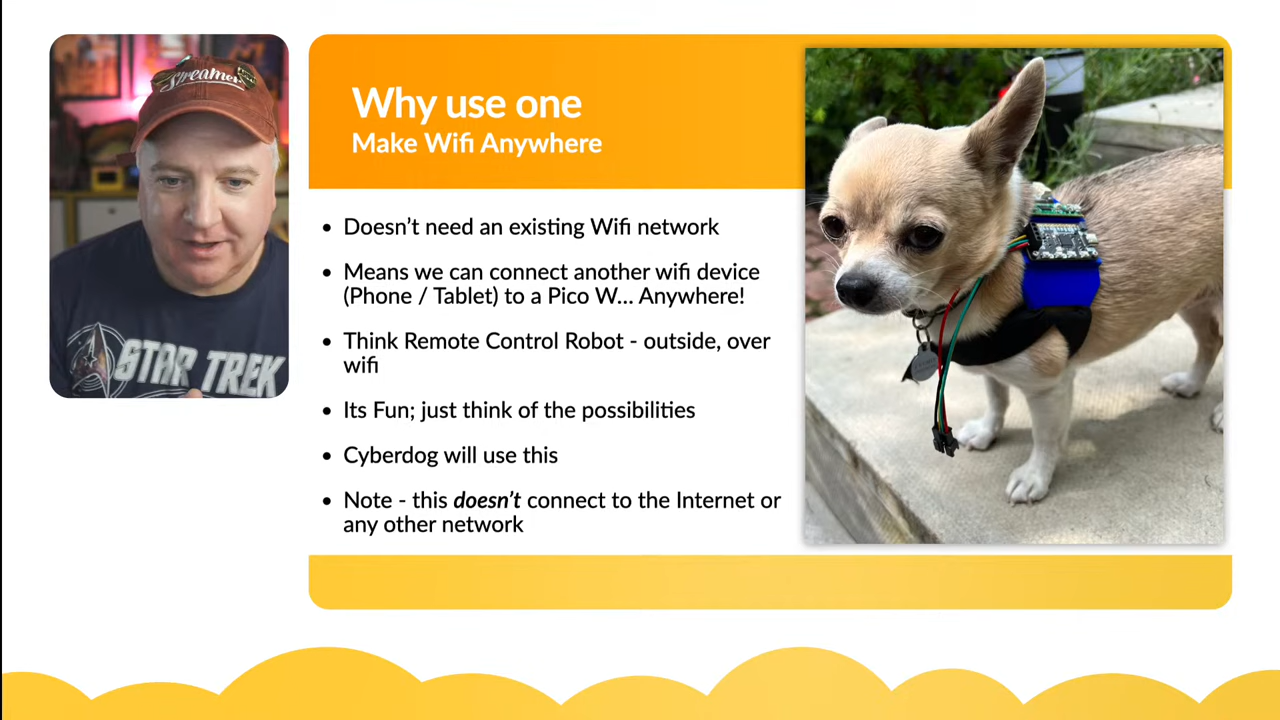 Streamer
STAR TREK
Why use one
Make Wifi Anywhere
• Doesn’t need an existing Wifi network
• Means we can connect another wifi device
(Phone / Tablet) to a Pico W... Anywhere!
• Think Remote Control Robot - outside, over
wifi
• Its Fun; just think of the possibilities
• Cyberdog will use this
• Note - this doesn’t connect to the Internet or
any other network